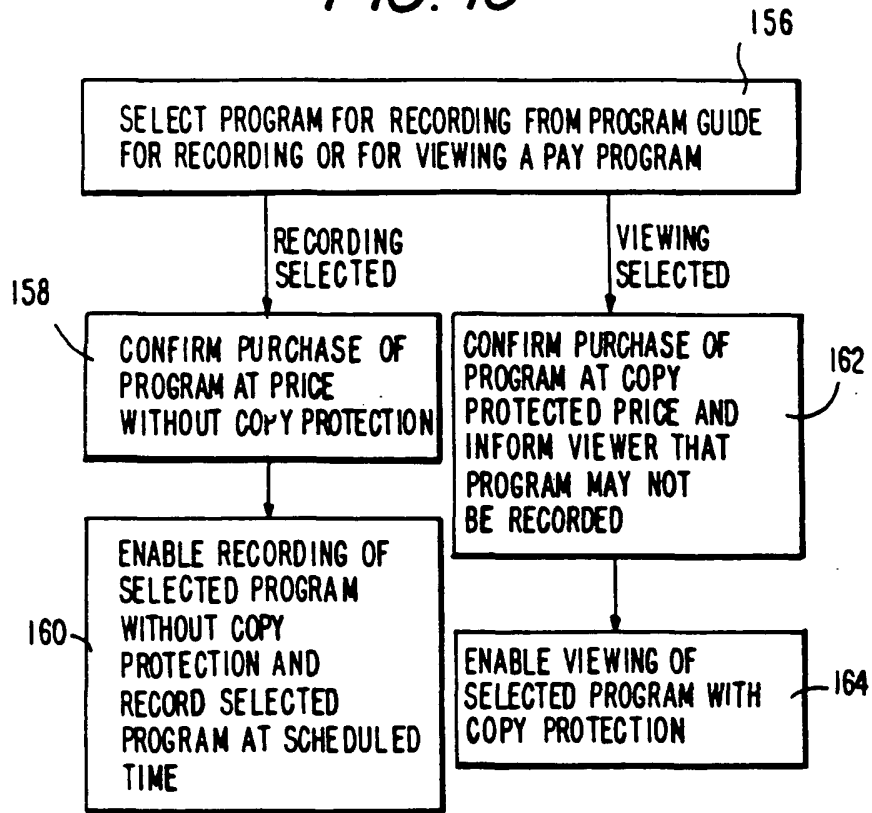 156
SELECT PROGRAM FOR RECORDING FROM PROGRAM GUIDE
FOR RECORDING OR FOR VIEWING A PAY PROGRAM
RECORDING
SELECTED
VIEWING
SELECTED
158
CONFIRM PURCHASE OF
PROGRAM AT PRICE
WITHOUT COPY PROTECTION
CONFIRM PURCHASE OF
PROGRAM AT COPY
PROTECTED PRICE AND
INFORM VIEWER THAT
PROGRAM MAY NOT
BE RECORDED
162
160
ENABLE RECORDING OF
SELECTED PROGRAM
WITHOUT COPY
PROTECTION AND
RECORD SELECTED
PROGRAM AT SCHEDULED
TIME
ENABLE VIEWING OF
SELECTED PROGRAM WITH
COPY PROTECTION
164